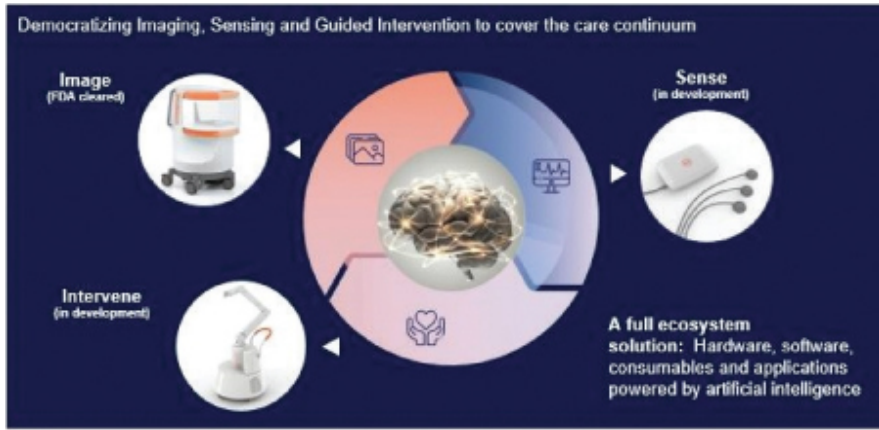 Democratizing Imaging, Sensing and Guided Intervention to cover the care continuum
Image
(FDA cleared)
Sense
(in development)
Intervene
(in development)
A full ecosystem
solution: Hardware, software,
consumables and applications
powered by artificial intelligence